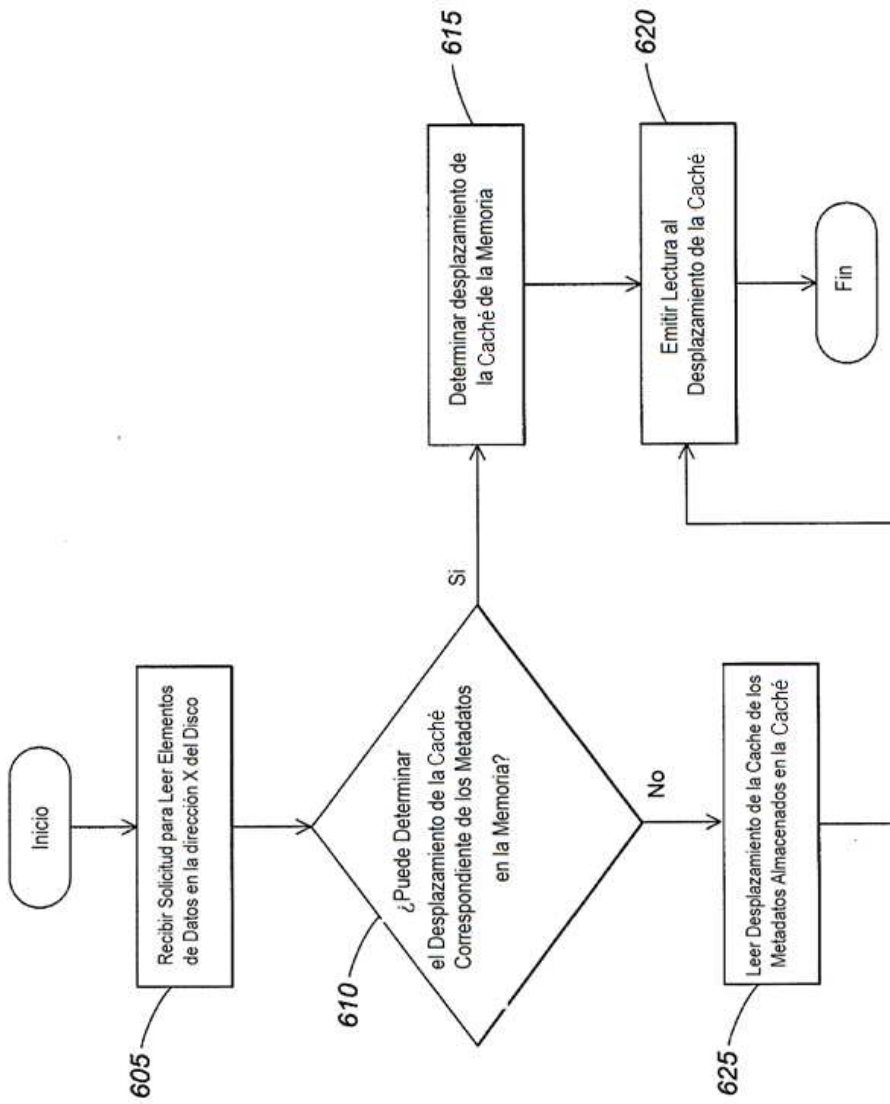 Inicio
Recibir Solicitud para Leer Elementos
de Datos en la dirección X del Disco
605
¿Puede Determinar
el Desplazamiento de la Caché
Correspondiente de los Metadatos
en la Memoria?
610
Si
No
Determinar desplazamiento de
la Caché de la Memoria
615
Emitir Lectura al
Desplazamiento de la Caché
620
Fin
Leer Desplazamiento de la Cache de los
Metadatos Almacenados en la Caché
625